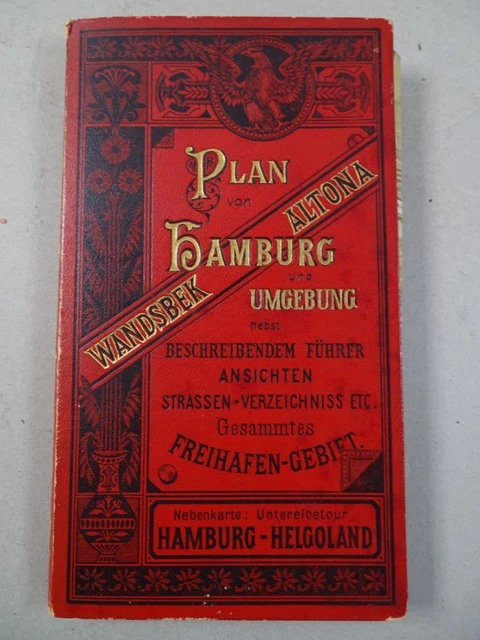 PLAN
von
ALTONA
HAMBURG
und
WANDSBEK
UMGEBUNG
nebst
BESCHREIBENDEM FÜHRER
ANSICHTEN
STRASSEN-VERZEICHNISS ETC.
Gesammtes
FREIHAFEN-GEBIET.
Nebenkarte: Unterelbetour
HAMBURG-HELGOLAND